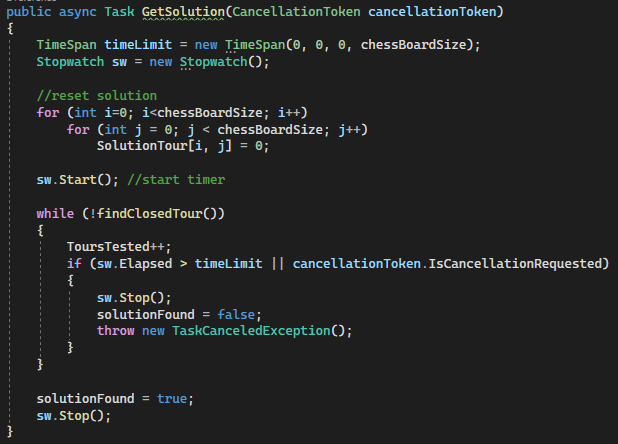 public async Task GetSolution(CancellationToken cancellationToken)
{
    TimeSpan timeLimit = new TimeSpan(0, 0, 0, chessBoardSize);
    Stopwatch sw = new Stopwatch();

    //reset solution
    for (int i=0; i<chessBoardSize; i++)
        for (int j = 0; j < chessBoardSize; j++)
            SolutionTour[i, j] = 0;

    sw.Start(); //start timer

    while (!findClosedTour())
    {
        ToursTested++;
        if (sw.Elapsed > timeLimit || cancellationToken.IsCancellationRequested)
        {
            sw.Stop();
            solutionFound = false;
            throw new TaskCanceledException();
        }
    }

    solutionFound = true;
    sw.Stop();
}